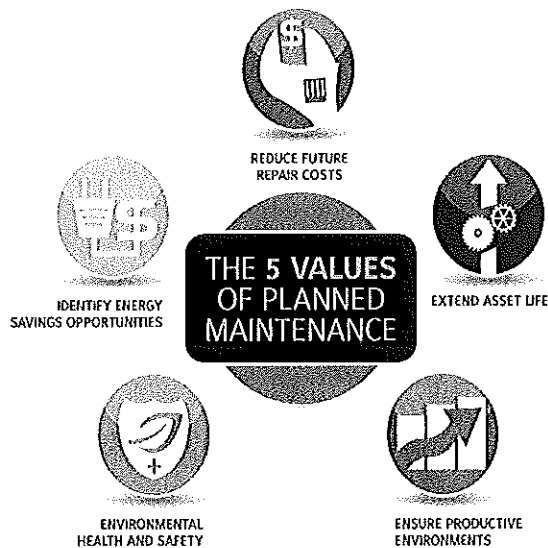 $
REDUCE FUTURE
REPAIR COSTS
$
THE 5 VALUES
OF PLANNED
MAINTENANCE
EXTEND ASSET LIFE
IDENTIFY ENERGY
SAVINGS OPPORTUNITIES
ENVIRONMENTAL
HEALTH AND SAFETY
ENSURE PRODUCTIVE
ENVIRONMENTS